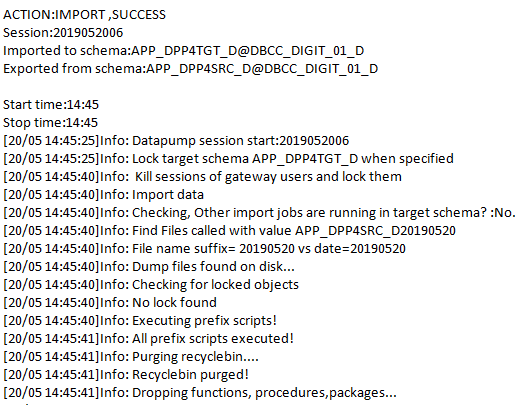 ACTION:IMPORT ,SUCCESS
Session:2019052006
Imported to schema:APP_DPP4TGT_D@DBCC_DIGIT_01_D
Exported from schema:APP_DPP4SRC_D@DBCC_DIGIT_01_D
Start time:14:45
Stop time:14:45
[20/05 14:45:25]Info: Datapump session start:2019052006
[20/05 14:45:25]Info: Lock target schema APP_DPP4TGT_D when specified
[20/05 14:45:40]Info:  Kill sessions of gateway users and lock them
[20/05 14:45:40]Info: Import data
[20/05 14:45:40]Info: Checking, Other import jobs are running in target schema? :No.
[20/05 14:45:40]Info: Find Files called with value APP_DPP4SRC_D20190520
[20/05 14:45:40]Info: File name suffix= 20190520 vs date=20190520
[20/05 14:45:40]Info: Dump files found on disk...
[20/05 14:45:40]Info: Checking for locked objects
[20/05 14:45:40]Info: No lock found
[20/05 14:45:40]Info: Executing prefix scripts!
[20/05 14:45:41]Info: All prefix scripts executed!
[20/05 14:45:41]Info: Purging recyclebin....
[20/05 14:45:41]Info: Recyclebin purged!
[20/05 14:45:41]Info: Dropping functions, procedures,packages...